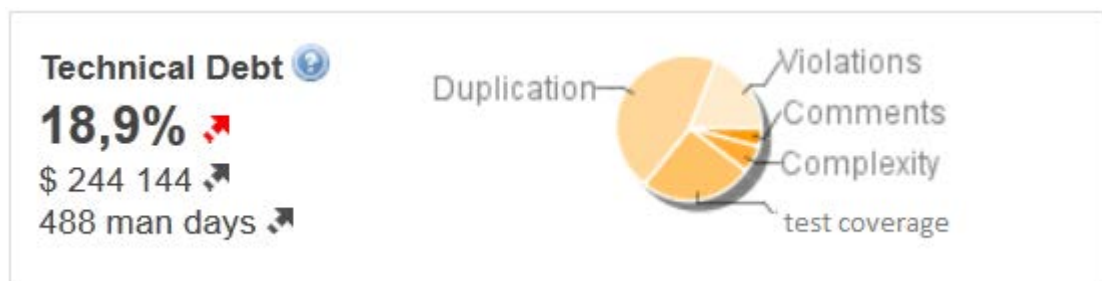 Technical Debt ?
18,9%
$ 244 144
488 man days
Duplication
Violations
Comments
Complexity
test coverage